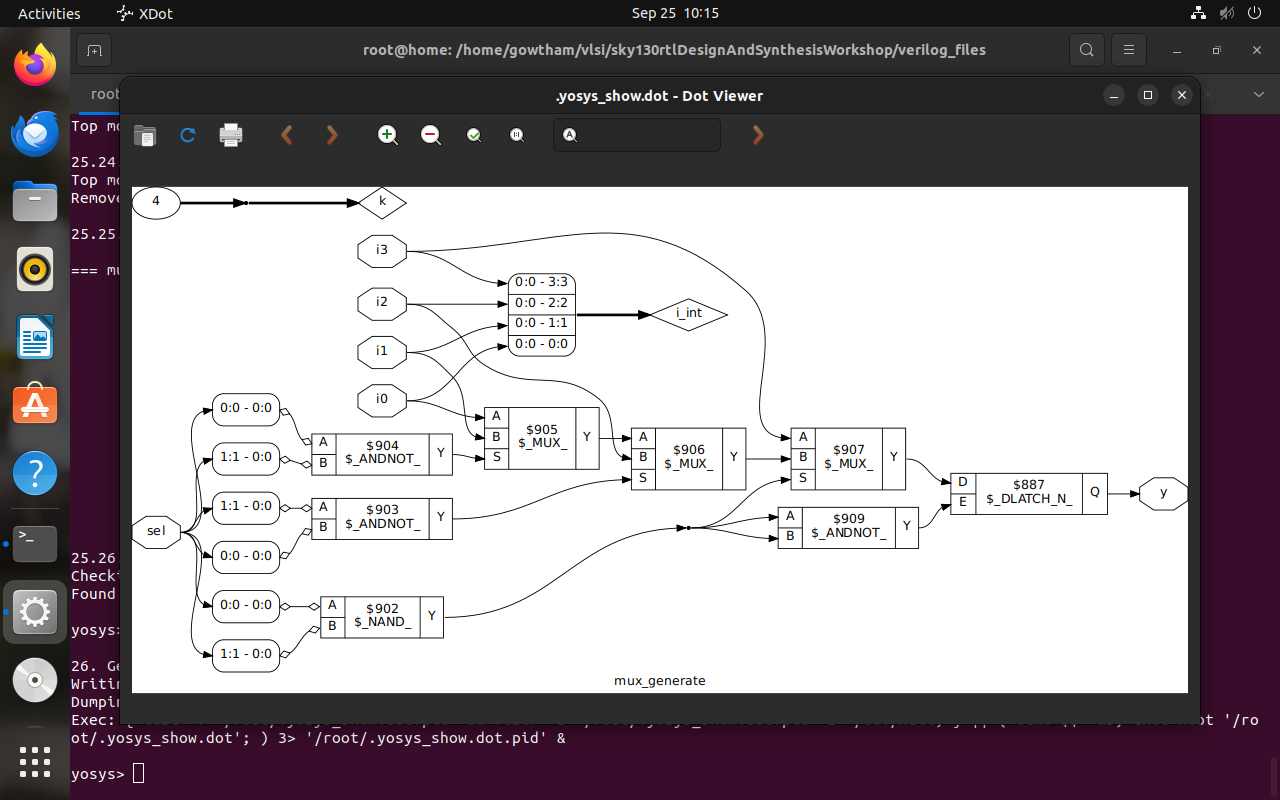 Activities XDot Sep 25 10:15
root@home: /home/gowtham/vlsi/sky130rtlDesignAndSynthesisWorkshop/verilog_files
root
.yosys_show.dot - Dot Viewer
Top mo
25.24.
Top mo
Remove
25.25.
=== mu
25.26.
Checki
Found
yosys>
26. Ge
Writin
Dumpin
Exec:
ot/.yosys_show.dot'; ) 3> '/root/.yosys_show.dot.pid' &
yosys>
4 k
i3
0:0 - 3:3
i2 0:0 - 2:2
i_int
0:0 - 1:1
i1 0:0 - 0:0
i0
0:0 - 0:0
A B $904 $_ANDNOT_ Y
A B S $905 $_MUX_ Y
A B S $906 $_MUX_ Y
A B S $907 $_MUX_ Y
1:1 - 0:0
D E $887 $_DLATCH_N_ Q y
1:1 - 0:0
A B $903 $_ANDNOT_ Y
A B $909 $_ANDNOT_ Y
sel
0:0 - 0:0
0:0 - 0:0
A B $902 $_NAND_ Y
1:1 - 0:0
mux_generate